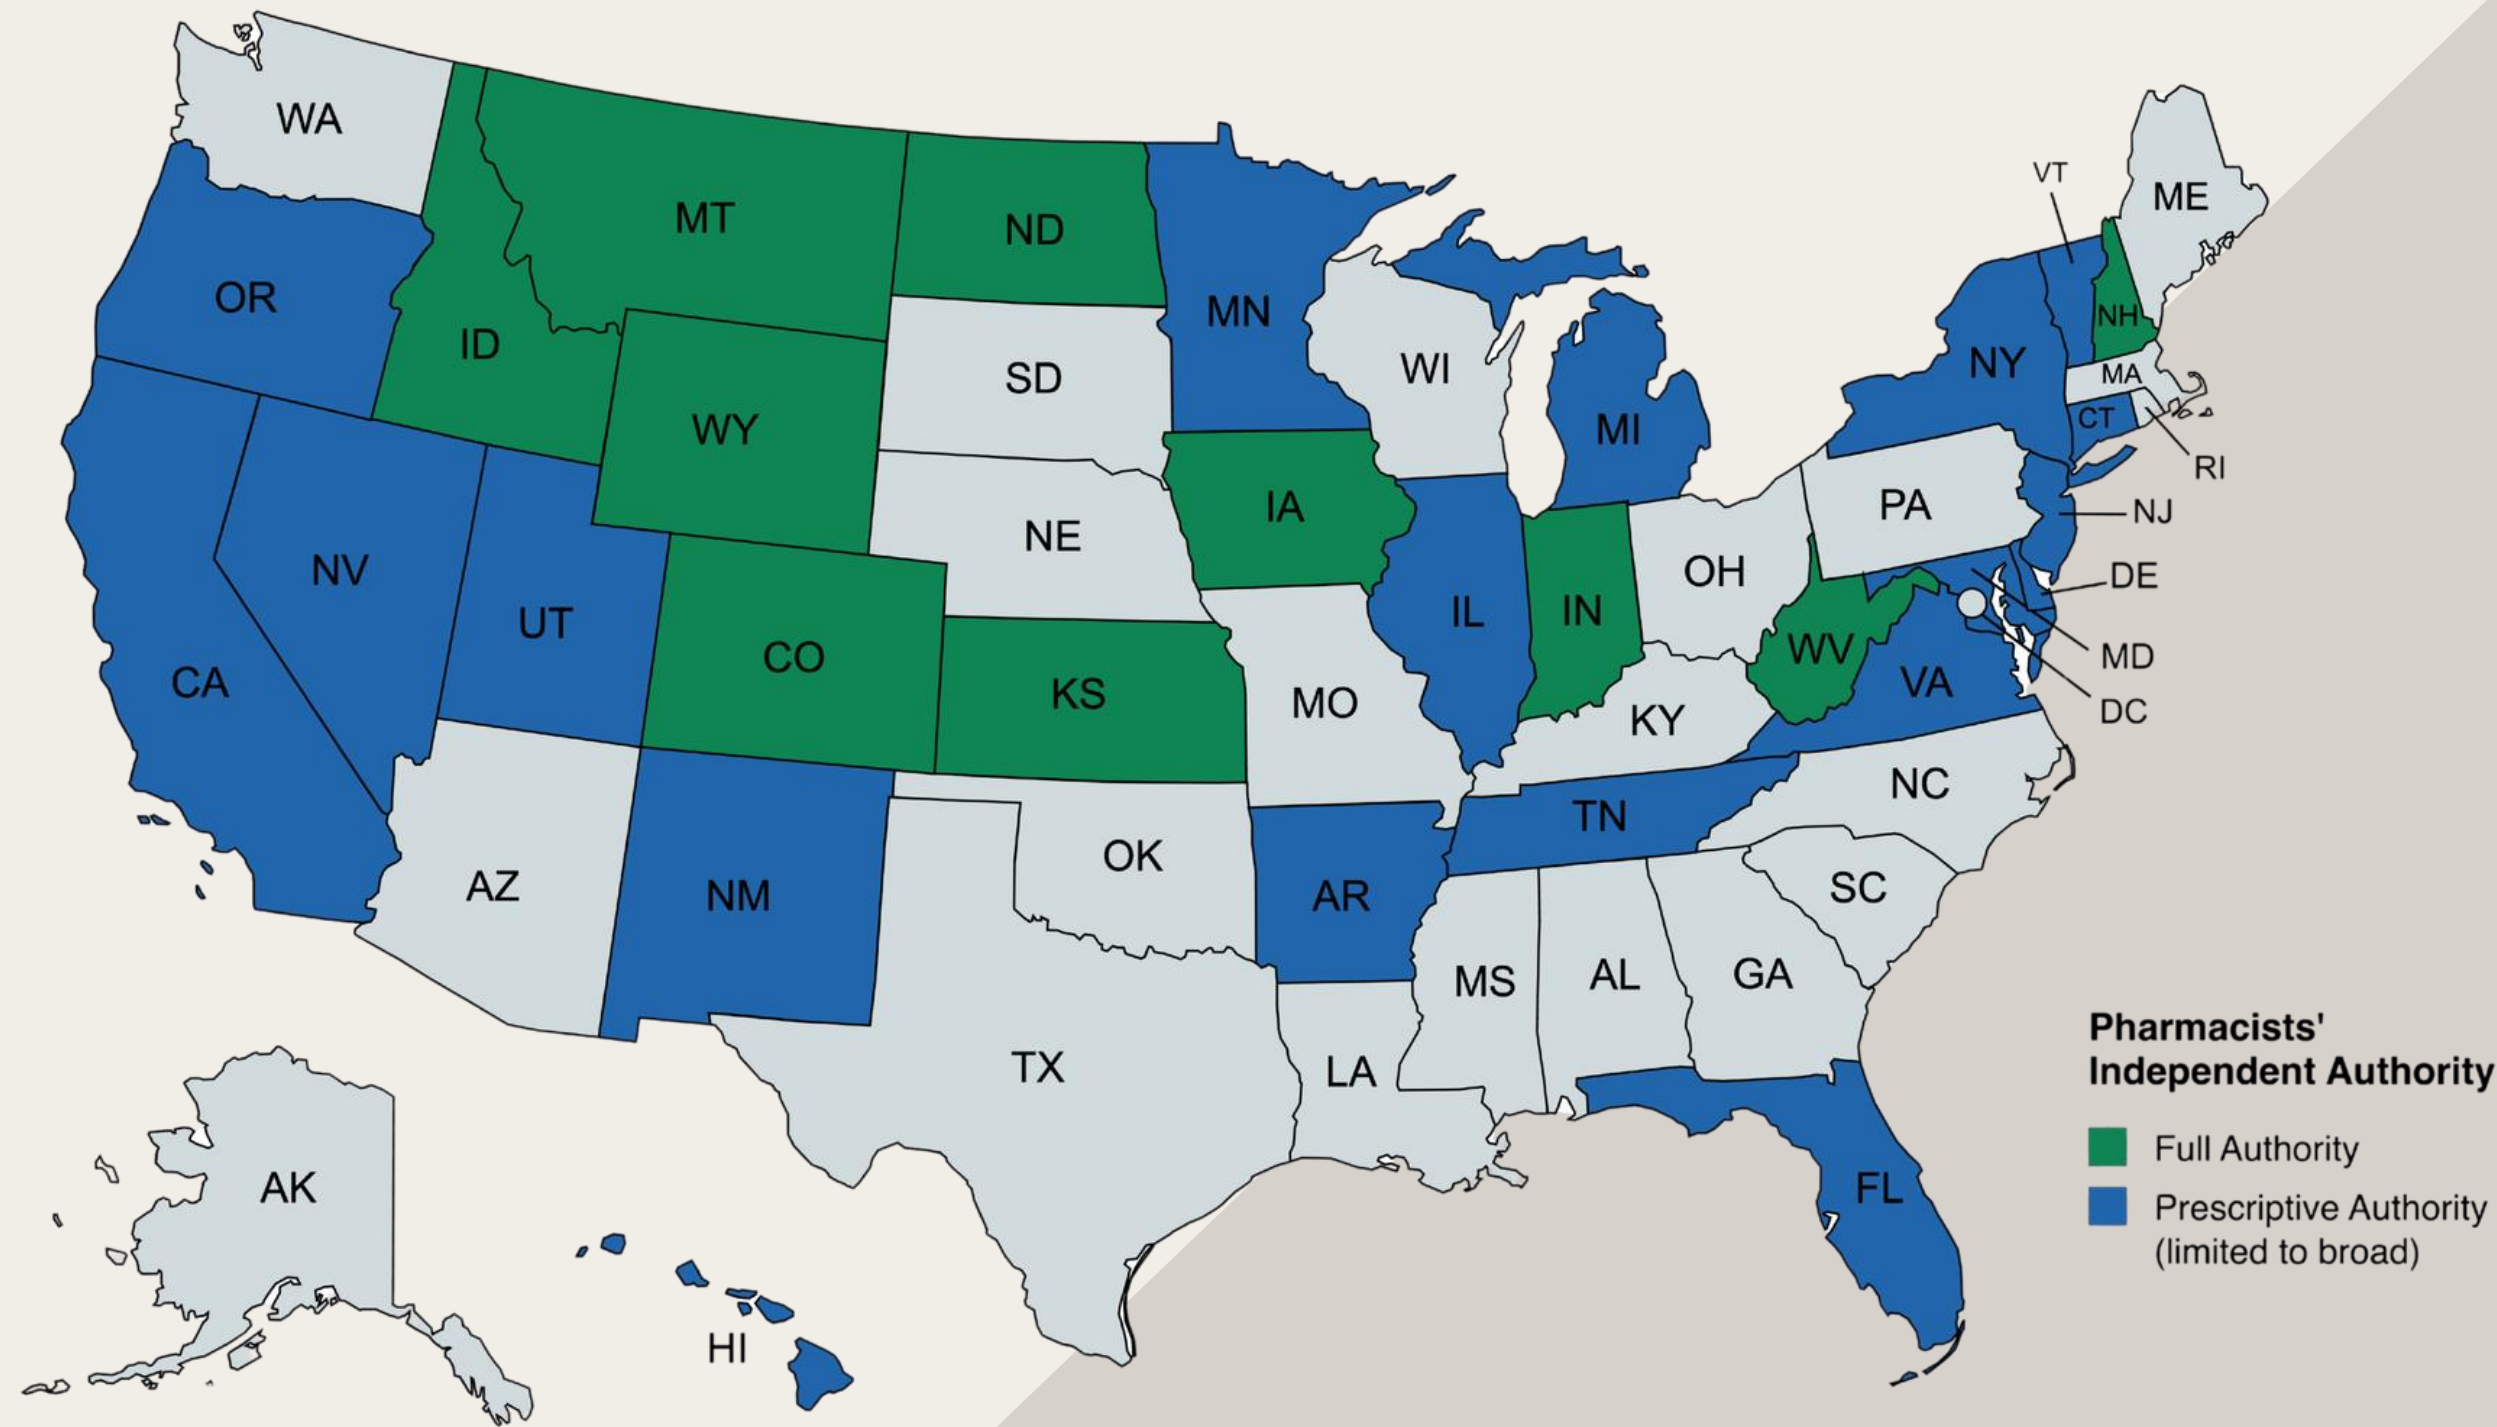 WA
VT
ME
MT
ND
OR
MN
NH
ID
NY
SD
WI
MA
WY
MI
CT
RI
IA
PA
NJ
NE
NV
OH
DE
IL
IN
UT
CO
WV
MD
KS
VA
CA
MO
DC
KY
NC
TN
OK
AZ
NM
AR
SC
MS
AL
GA
TX
LA
Pharmacists'
Independent Authority
Full Authority
AK
FL
Prescriptive Authority
(limited to broad)
HI